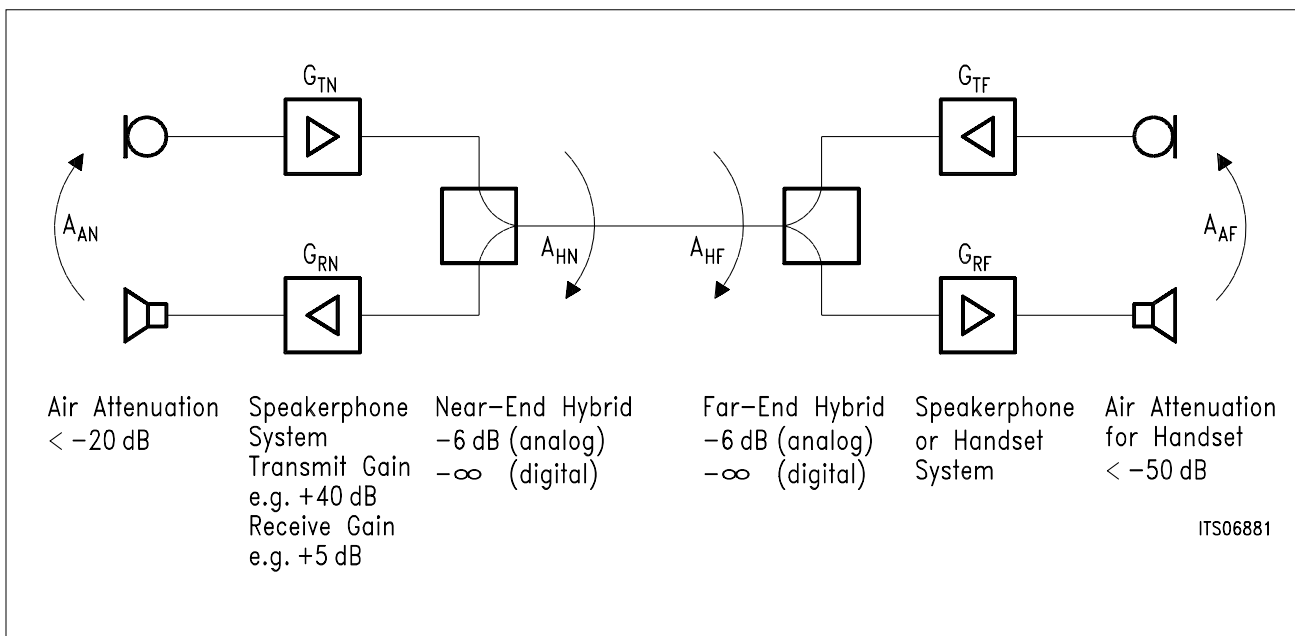 G_TN
G_TF
A_AN
A_HN
A_HF
A_AF
G_RN
G_RF
Air Attenuation
< −20 dB
Speakerphone
System
Transmit Gain
e.g. +40 dB
Receive Gain
e.g. +5 dB
Near−End Hybrid
−6 dB (analog)
−∞ (digital)
Far−End Hybrid
−6 dB (analog)
−∞ (digital)
Speakerphone
or Handset
System
Air Attenuation
for Handset
< −50 dB
ITS06881